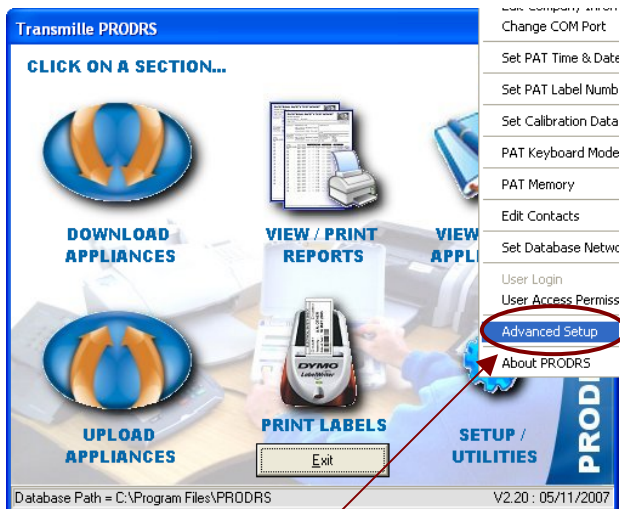 Transmille PRODRS
CLICK ON A SECTION...
DOWNLOAD
APPLIANCES
VIEW / PRINT
REPORTS
VIEW
APPL
UPLOAD
APPLIANCES
DYMO
LabelWriter
PRINT LABELS
Exit
SETUP /
UTILITIES
PROD
Change COM Port
Set PAT Time & Date
Set PAT Label Numb
Set Calibration Data
PAT Keyboard Mode
PAT Memory
Edit Contacts
Set Database Netwo
User Login
User Access Permiss
Advanced Setup
About PRODRS
Database Path = C:\Program Files\PRODRS
V2.20 : 05/11/2007